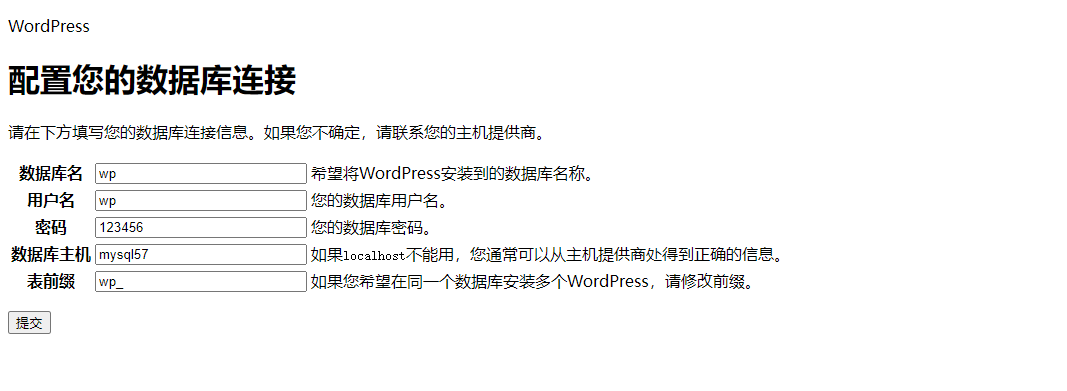 WordPress
配置您的数据库连接
请在下方填写您的数据库连接信息。如果您不确定，请联系您的主机提供商。
数据库名 wp 希望将WordPress安装到的数据库名称。
用户名 wp 您的数据库用户名。
密码 123456 您的数据库密码。
数据库主机 mysql57 如果localhost不能用，您通常可以从主机提供商处得到正确的信息。
表前缀 wp_ 如果您希望在同一个数据库安装多个WordPress，请修改前缀。
提交